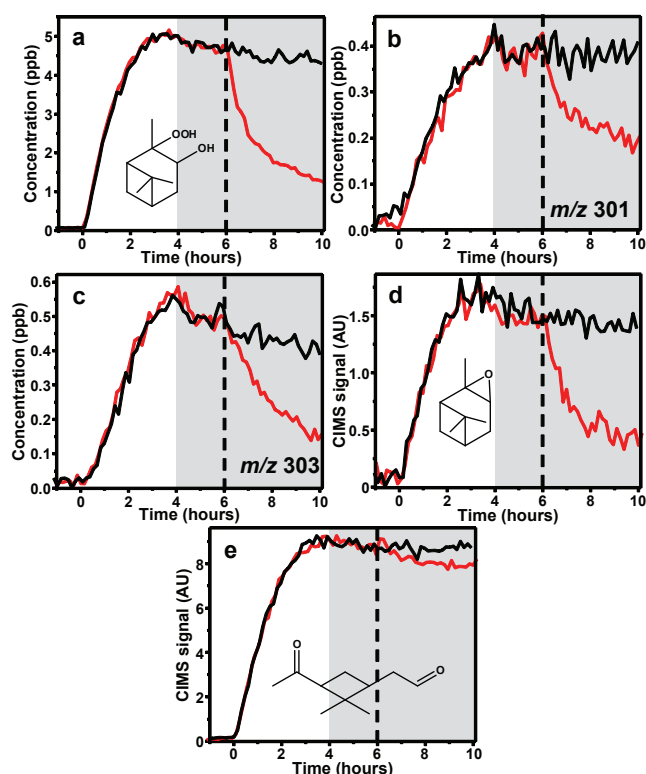 a
Concentration (ppb)
5
4
3
2
1
0
OOH
OH
0 2 4 6 8 10
Time (hours)
b
Concentration (ppb)
0.4
0.3
0.2
0.1
0.0
m/z 301
0 2 4 6 8 10
Time (hours)
c
Concentration (ppb)
0.6
0.5
0.4
0.3
0.2
0.1
0.0
m/z 303
0 2 4 6 8 10
Time (hours)
d
CIMS signal (AU)
1.5
1.0
0.5
0.0
O
0 2 4 6 8 10
Time (hours)
e
CIMS signal (AU)
8
6
4
2
0
O
O
0 2 4 6 8 10
Time (hours)